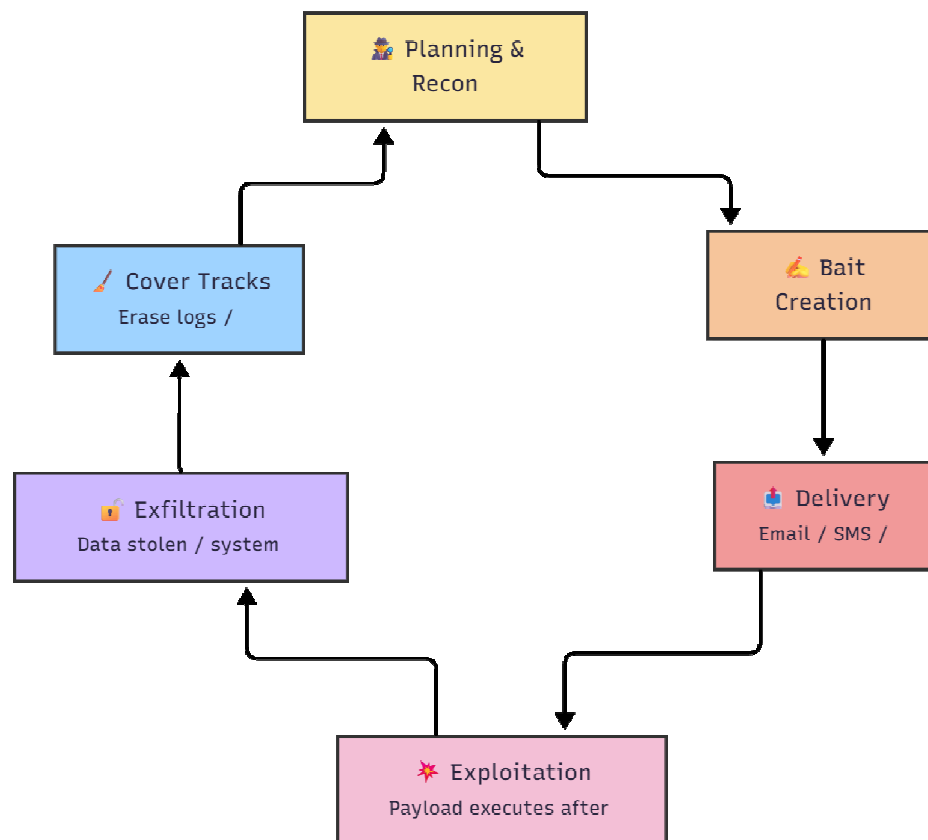 Planning &
Recon
Bait
Creation
Delivery
Email / SMS /
Exploitation
Payload executes after
Exfiltration
Data stolen / system
Cover Tracks
Erase logs /